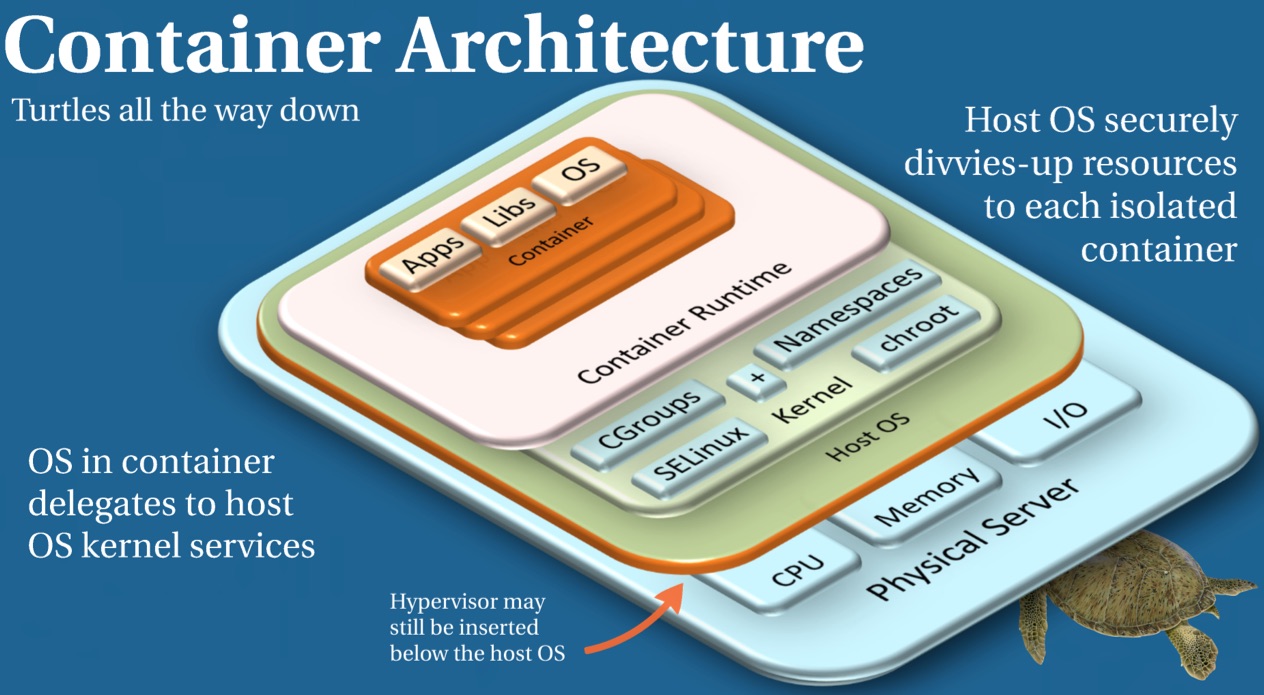 Container Architecture
Turtles all the way down
Host OS securely
divvies-up resources
to each isolated
container
Apps
Libs
OS
Container
Container Runtime
CGroups
+
Namespaces
SELinux
Kernel
chroot
Host OS
CPU
Memory
I/O
Physical Server
OS in container
delegates to host
OS kernel services
Hypervisor may
still be inserted
below the host OS